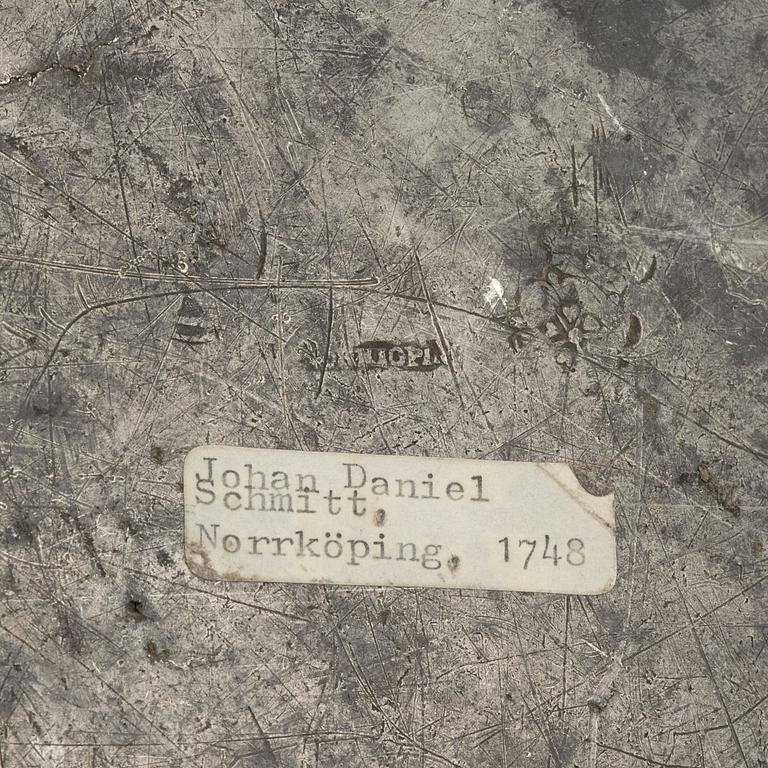 Johan Daniel
Schmitt,
Norrköping, 1748